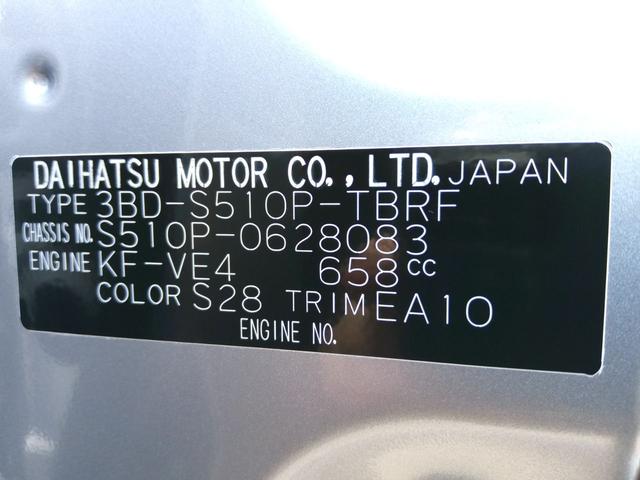 DAIHATSU MOTOR CO.,LTD. JAPAN
TYPE 3BD-S510P-TBRF
CHASSIS NO. S510P-0628083
ENGINE KF-VE4 658cc
COLOR S28 TRIM EA10
ENGINE NO.